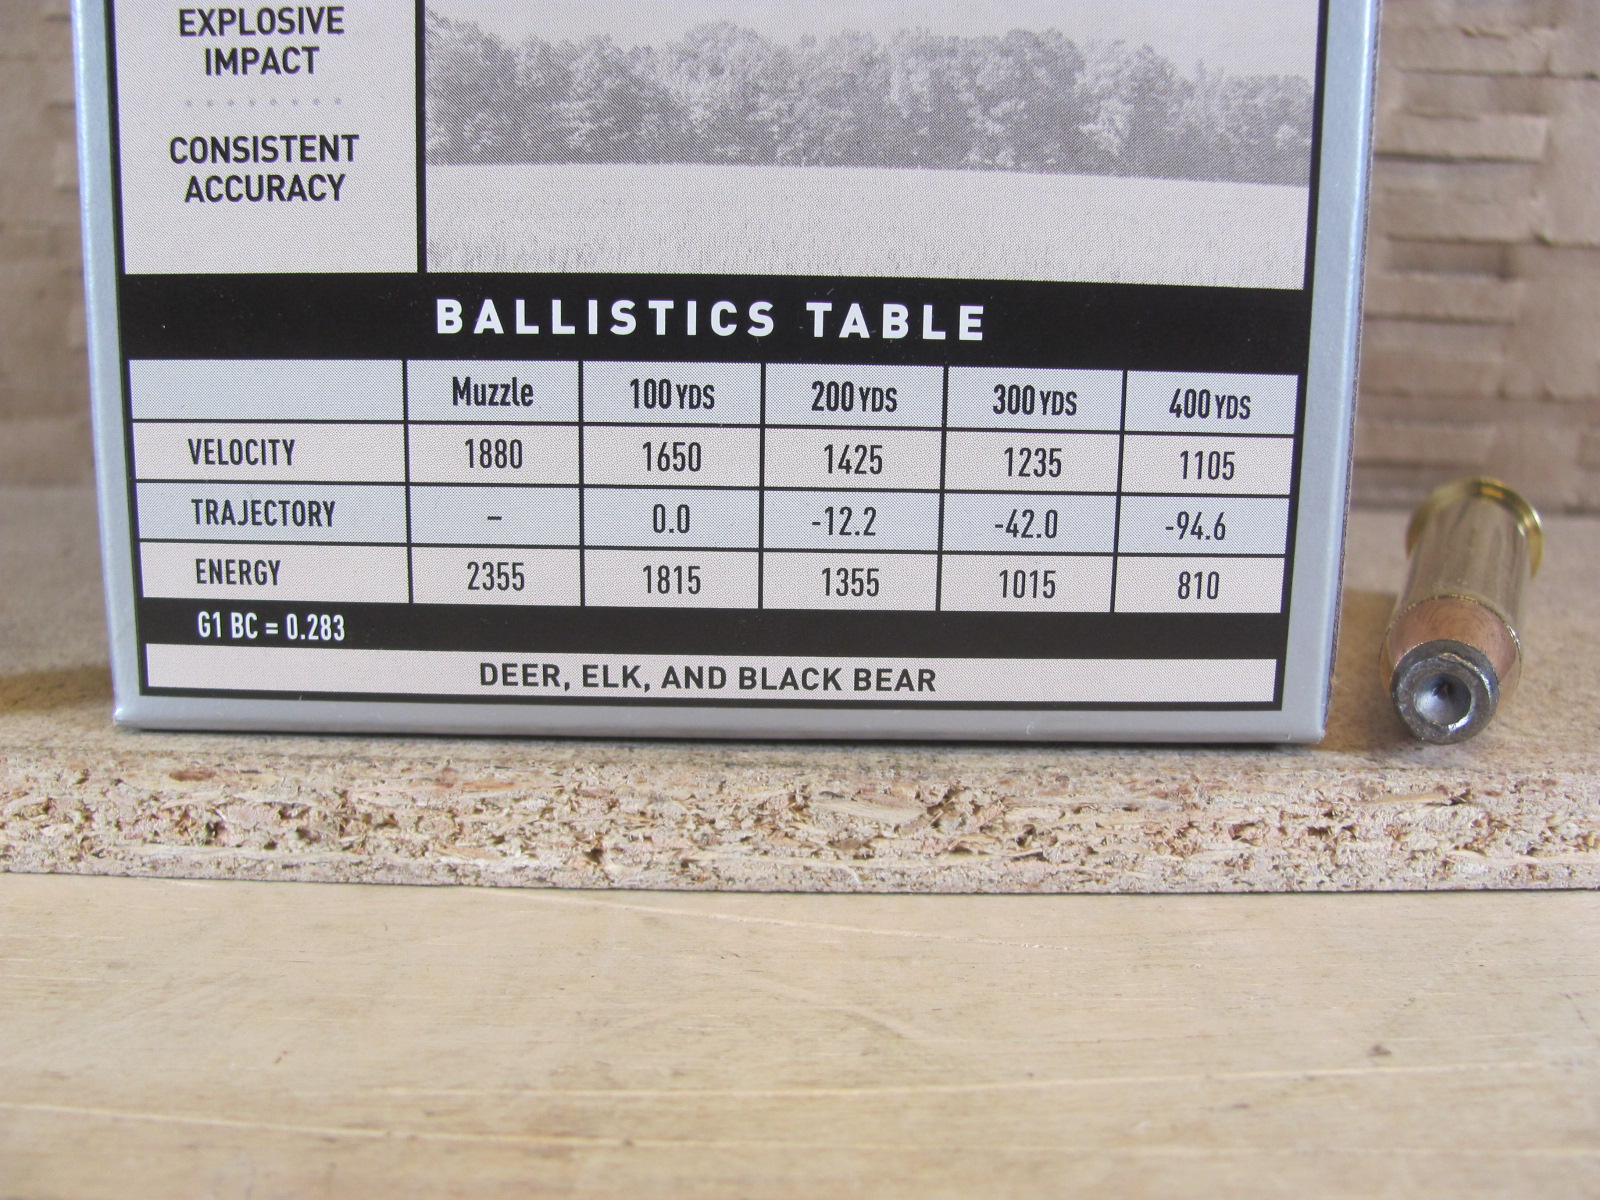 EXPLOSIVE
IMPACT
CONSISTENT
ACCURACY
BALLISTICS TABLE
Muzzle 100 YDS 200 YDS 300 YDS 400 YDS
VELOCITY 1880 1650 1425 1235 1105
TRAJECTORY – 0.0 -12.2 -42.0 -94.6
ENERGY 2355 1815 1355 1015 810
G1 BC = 0.283
DEER, ELK, AND BLACK BEAR